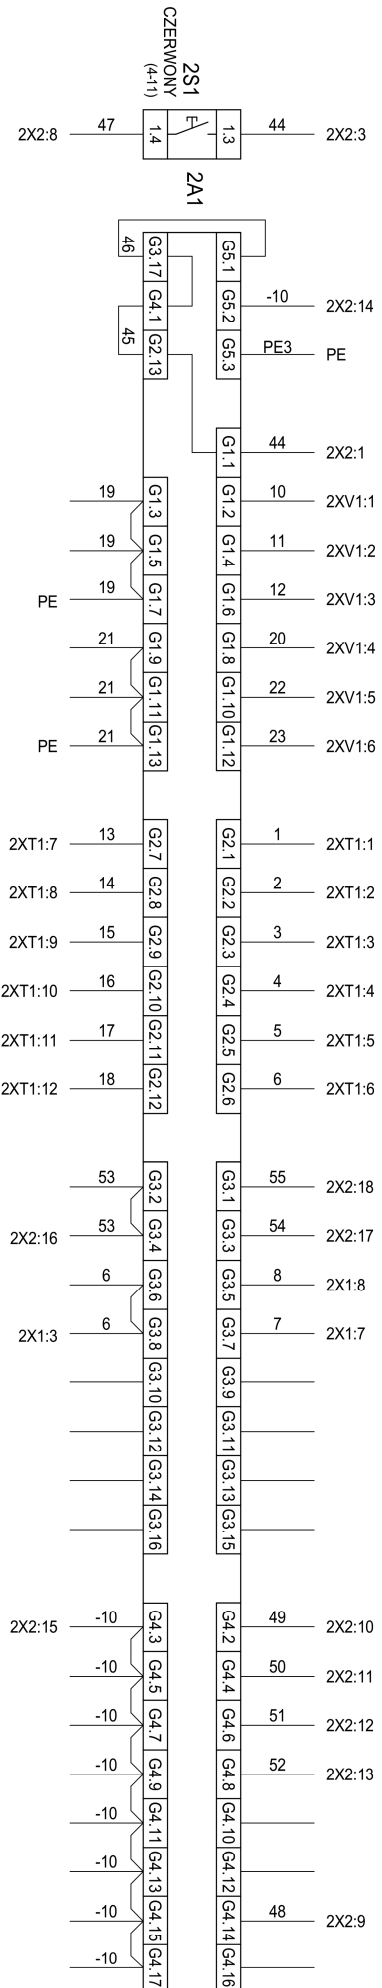 2S1
CZERWONY
(4-11)
2X2:8 47 1.4 1.3 44 2X2:3
2A1
46 G3.17 G5.1
G4.1 G5.2 -10 2X2:14
45 G2.13 G5.3 PE3 PE
G1.1 44 2X2:1
19 G1.3 G1.2 10 2XV1:1
19 G1.5 G1.4 11 2XV1:2
PE 19 G1.7 G1.6 12 2XV1:3
21 G1.9 G1.8 20 2XV1:4
21 G1.11 G1.10 22 2XV1:5
PE 21 G1.13 G1.12 23 2XV1:6
2XT1:7 13 G2.7 G2.1 1 2XT1:1
2XT1:8 14 G2.8 G2.2 2 2XT1:2
2XT1:9 15 G2.9 G2.3 3 2XT1:3
2XT1:10 16 G2.10 G2.4 4 2XT1:4
2XT1:11 17 G2.11 G2.5 5 2XT1:5
2XT1:12 18 G2.12 G2.6 6 2XT1:6
53 G3.2 G3.1 55 2X2:18
2X2:16 53 G3.4 G3.3 54 2X2:17
6 G3.6 G3.5 8 2X1:8
2X1:3 6 G3.8 G3.7 7 2X1:7
G3.10 G3.9
G3.12 G3.11
G3.14 G3.13
G3.16 G3.15
2X2:15 -10 G4.3 G4.2 49 2X2:10
-10 G4.5 G4.4 50 2X2:11
-10 G4.7 G4.6 51 2X2:12
-10 G4.9 G4.8 52 2X2:13
-10 G4.11 G4.10
-10 G4.13 G4.12
-10 G4.15 G4.14 48 2X2:9
-10 G4.17 G4.16